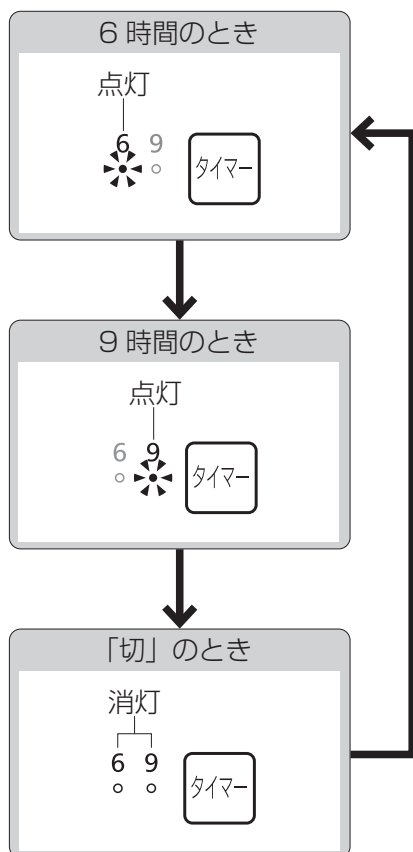 6 時間のとき
点灯
6 9
タイマー
9 時間のとき
点灯
6 9
タイマー
「切」のとき
消灯
6 9
タイマー